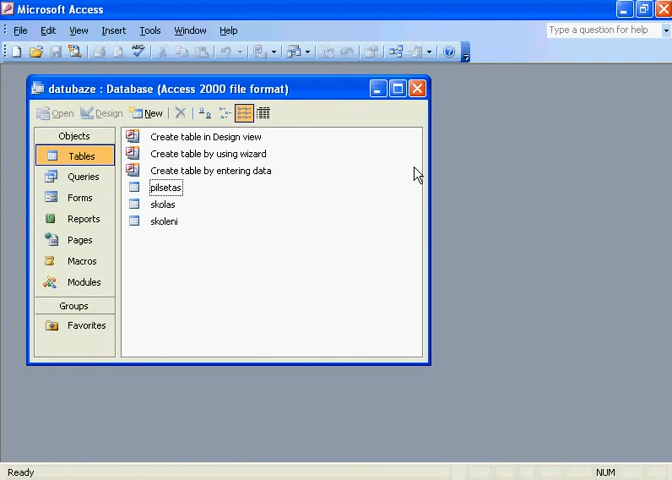 Microsoft Access
File Edit View Insert Tools Window Help
Type a question for help
datubaze : Database (Access 2000 file format)
Open Design New
Objects
Tables
Queries
Forms
Reports
Pages
Macros
Modules
Groups
Favorites
Create table in Design view
Create table by using wizard
Create table by entering data
pilsetas
skolas
skoleni
Ready
NUM